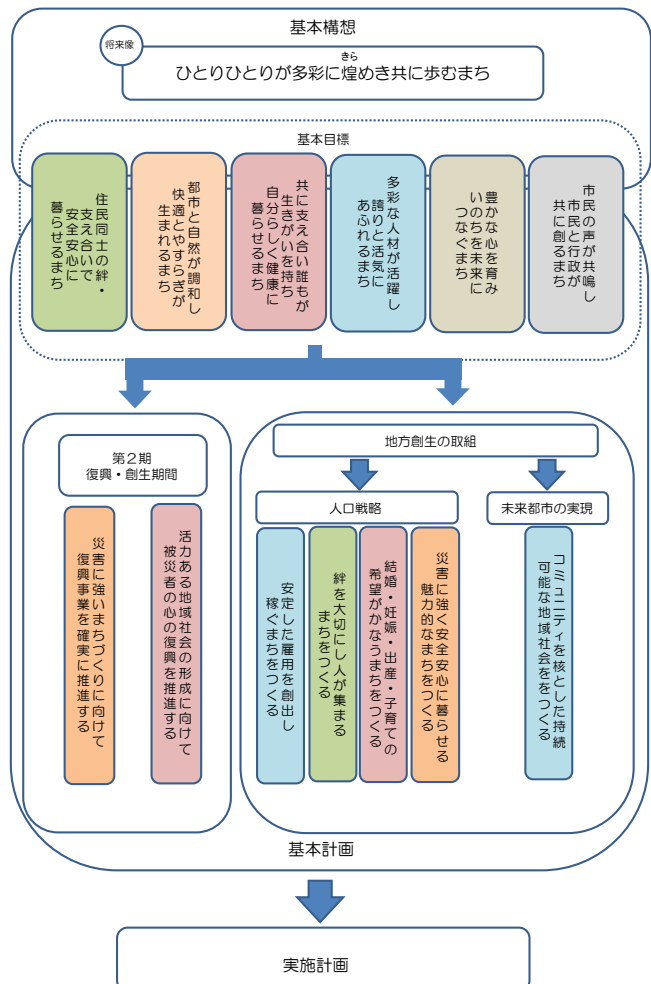 基本構想
将来像
きら
ひとりひとりが多彩に煌めき共に歩むまち
基本目標
住民同士の絆・
支え合いで
安全安心に
暮らせるまち
都市と自然が調和し
快適とやすらぎが
生まれるまち
共に支え合い誰もが
生きがいを持ち
自分らしく健康に
暮らせるまち
多彩な人材が活躍し
誇りと活気に
あふれるまち
豊かな心を育み
いのちを未来に
つなぐまち
市民の声が共鳴し
市民と行政が
共に創るまち
第2期
復興・創生期間
災害に強いまちづくりに向けて
復興事業を確実に推進する
活力ある地域社会の形成に向けて
被災者の心の復興を推進する
地方創生の取組
人口戦略
未来都市の実現
安定した雇用を創出し
稼ぐまちをつくる
絆を大切にし人が集まる
まちをつくる
結婚・妊娠・出産・子育ての
希望がかなうまちをつくる
災害に強く安全安心に暮らせる
魅力的なまちをつくる
コミュニティを核とした持続
可能な地域社会ををつくる
基本計画
実施計画